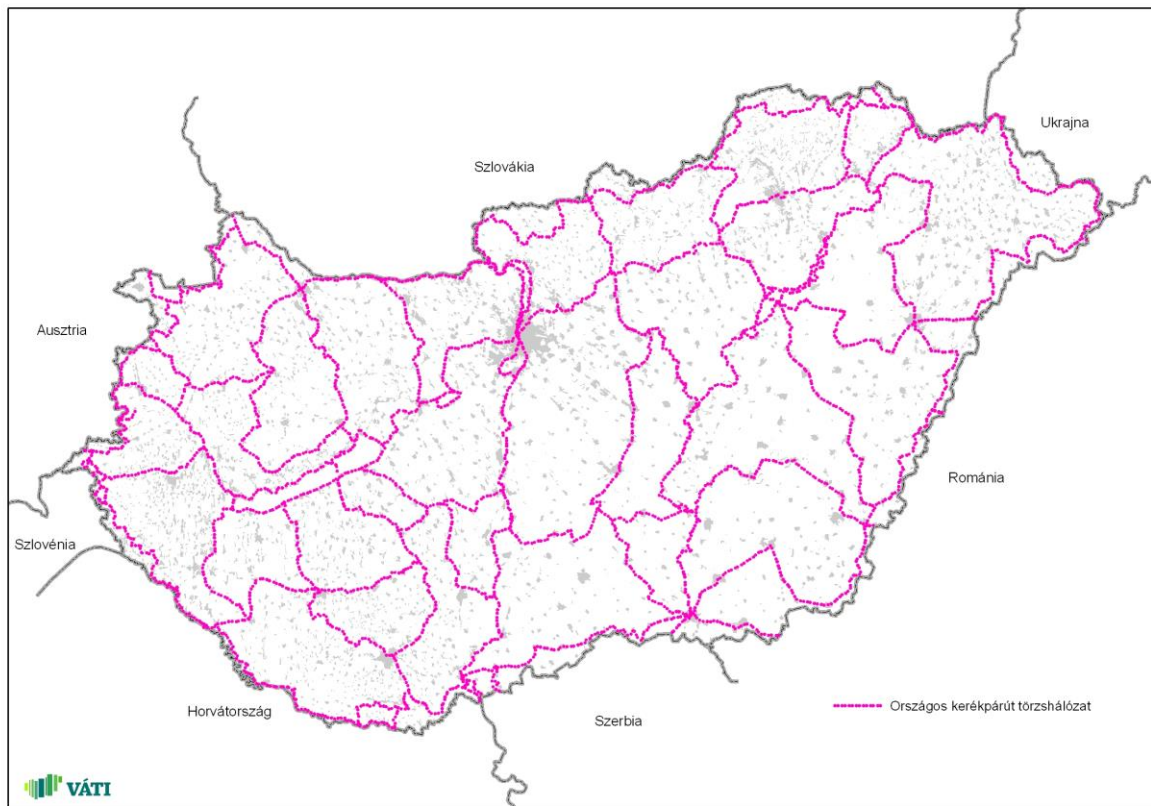 Ukrajna
Szlovákia
Ausztria
Románia
Szlovénia
Horvátország
Szerbia
Országos kerékpárút törzshálózat
VÁTI